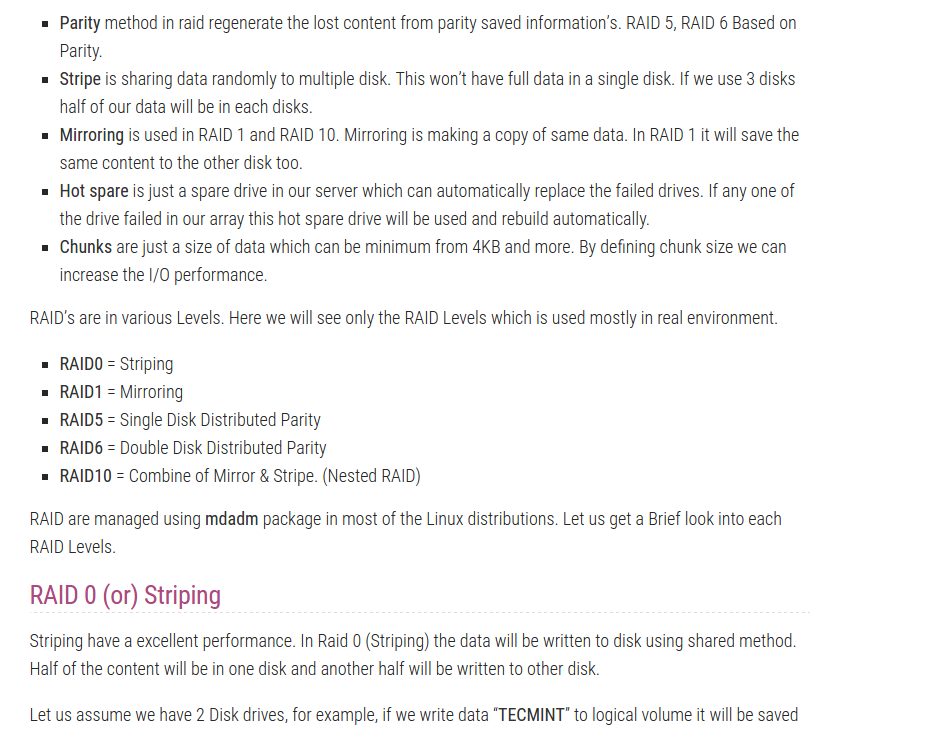 Parity method in raid regenerate the lost content from parity saved information’s. RAID 5, RAID 6 Based on
Parity.
Stripe is sharing data randomly to multiple disk. This won’t have full data in a single disk. If we use 3 disks
half of our data will be in each disks.
Mirroring is used in RAID 1 and RAID 10. Mirroring is making a copy of same data. In RAID 1 it will save the
same content to the other disk too.
Hot spare is just a spare drive in our server which can automatically replace the failed drives. If any one of
the drive failed in our array this hot spare drive will be used and rebuild automatically.
Chunks are just a size of data which can be minimum from 4KB and more. By defining chunk size we can
increase the I/O performance.
RAID’s are in various Levels. Here we will see only the RAID Levels which is used mostly in real environment.
RAID0 = Striping
RAID1 = Mirroring
RAID5 = Single Disk Distributed Parity
RAID6 = Double Disk Distributed Parity
RAID10 = Combine of Mirror & Stripe. (Nested RAID)
RAID are managed using mdadm package in most of the Linux distributions. Let us get a Brief look into each
RAID Levels.
RAID 0 (or) Striping
Striping have a excellent performance. In Raid 0 (Striping) the data will be written to disk using shared method.
Half of the content will be in one disk and another half will be written to other disk.
Let us assume we have 2 Disk drives, for example, if we write data “TECMINT” to logical volume it will be saved